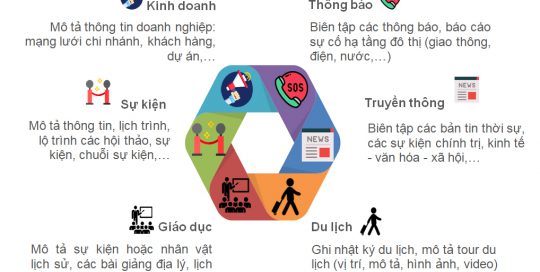 Kinh doanh
Mô tả thông tin doanh nghiệp:
mạng lưới chi nhánh, khách hàng,
dự án,…
Thông báo
Biên tập các thông báo, báo cáo
sự cố hạ tầng đô thị (giao thông,
điện, nước,…)
SOS
Sự kiện
Mô tả thông tin, lịch trình,
lộ trình các hội thảo, sự
kiện, chuỗi sự kiện,…
NEWS
Truyền thông
Biên tập các bản tin thời sự,
các sự kiện chính trị, kinh tế
- văn hóa - xã hội,…
NEWS
Giáo dục
Mô tả sự kiện hoặc nhân vật
lịch sử, các bài giảng địa lý, lịch
Du lịch
Ghi nhật ký du lịch, mô tả tour du
lịch (vị trí, mô tả, hình ảnh, video)